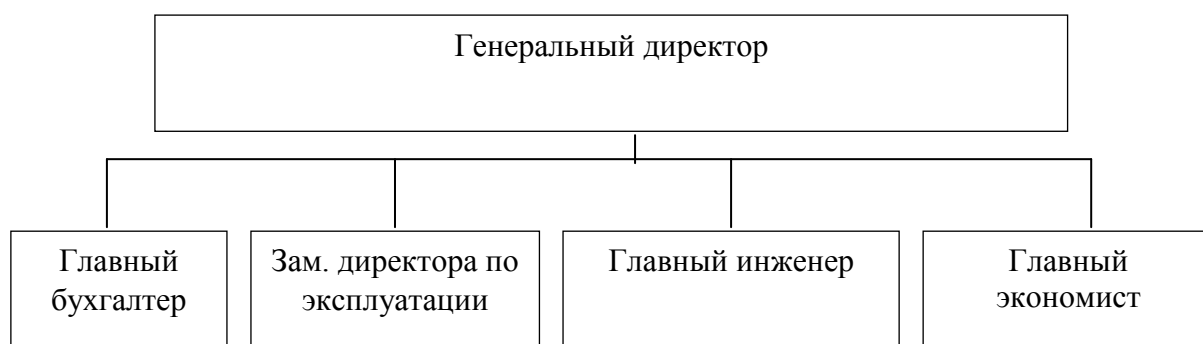 Генеральный директор
Главный
бухгалтер
Зам. директора по
эксплуатации
Главный инженер
Главный
экономист